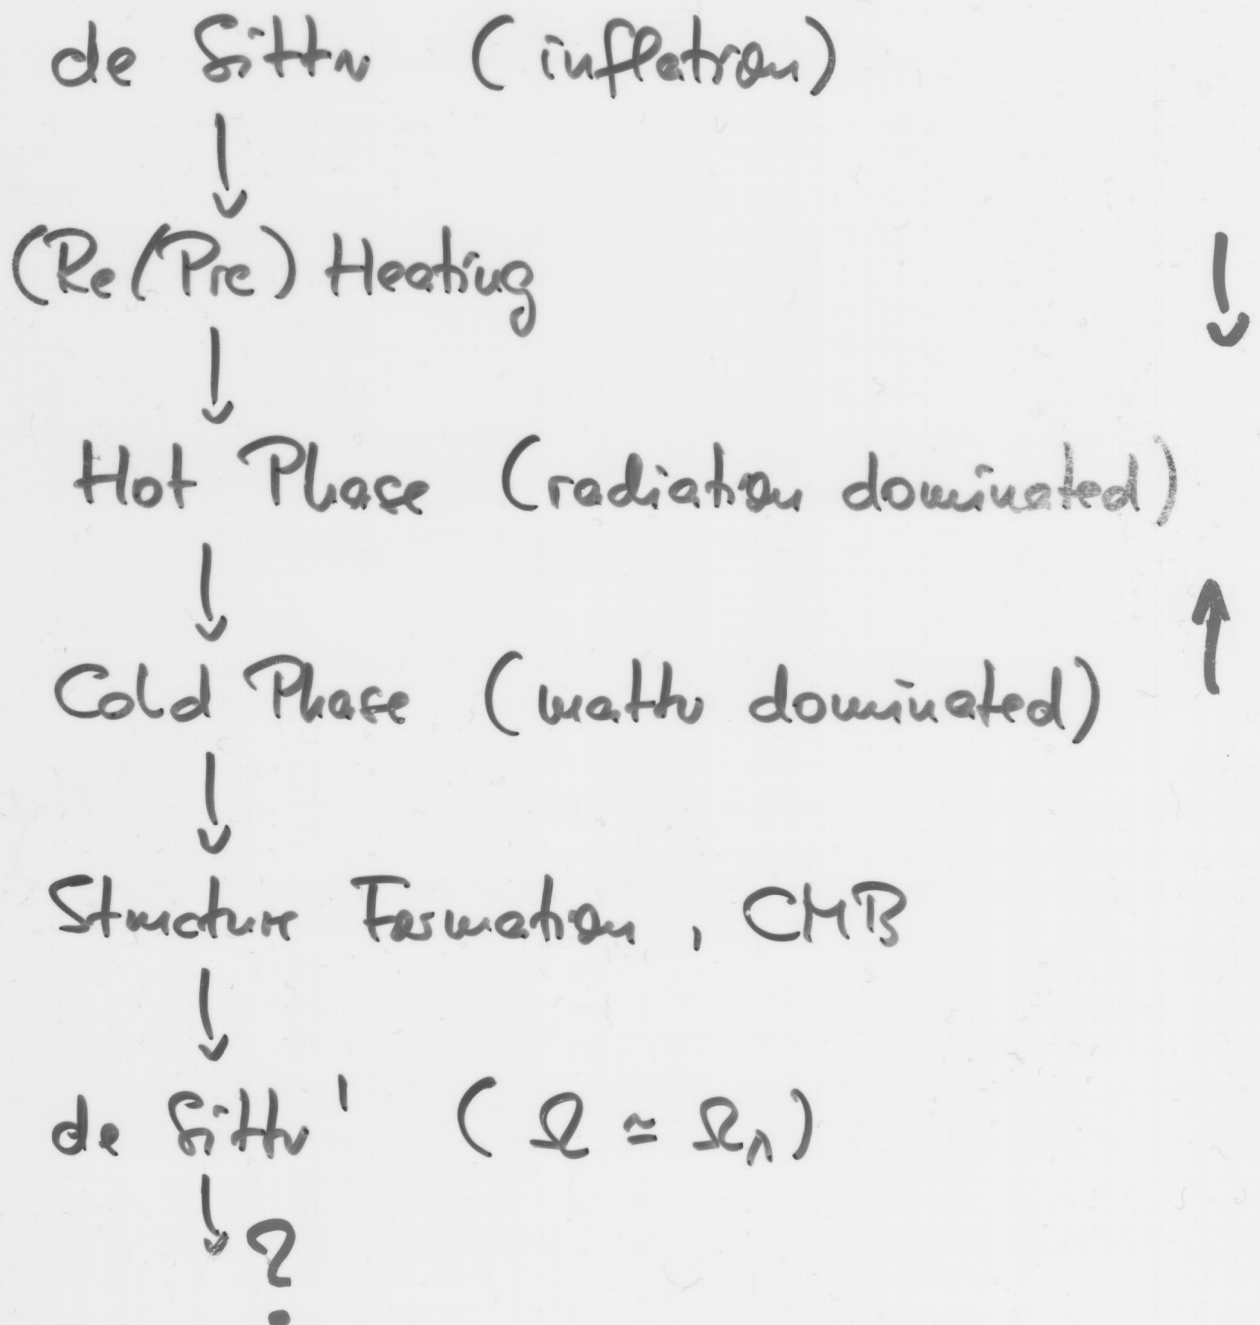 de Sitter (inflation)
↓
(Re/Pre) Heating
↓
Hot Phase (radiation dominated)
↓
Cold Phase (matter dominated)
↓
Structure Formation, CMB
↓
de Sitter' (Ω ≃ Ω_Λ)
↓
?